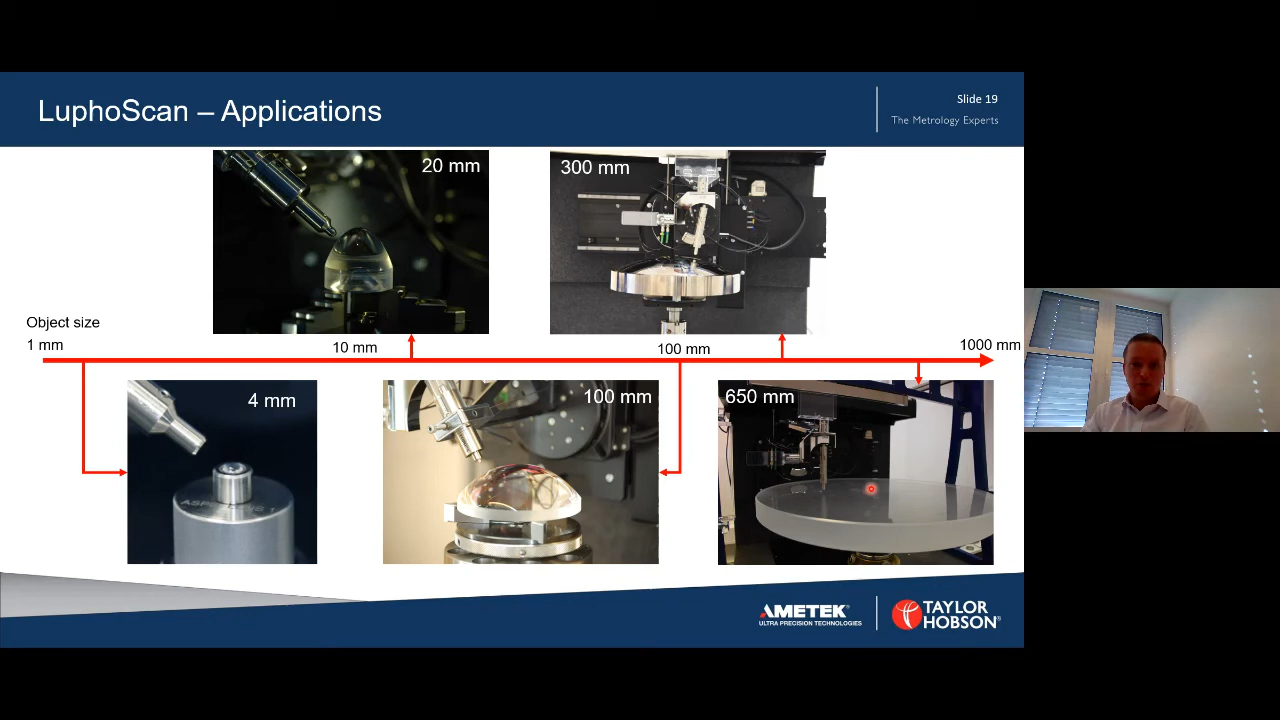 LuphoScan – Applications
Slide 19
The Metrology Experts
20 mm
300 mm
Object size
1 mm
10 mm
100 mm
1000 mm
4 mm
100 mm
650 mm
AMETEK®
ULTRA PRECISION TECHNOLOGIES
TAYLOR
HOBSON®